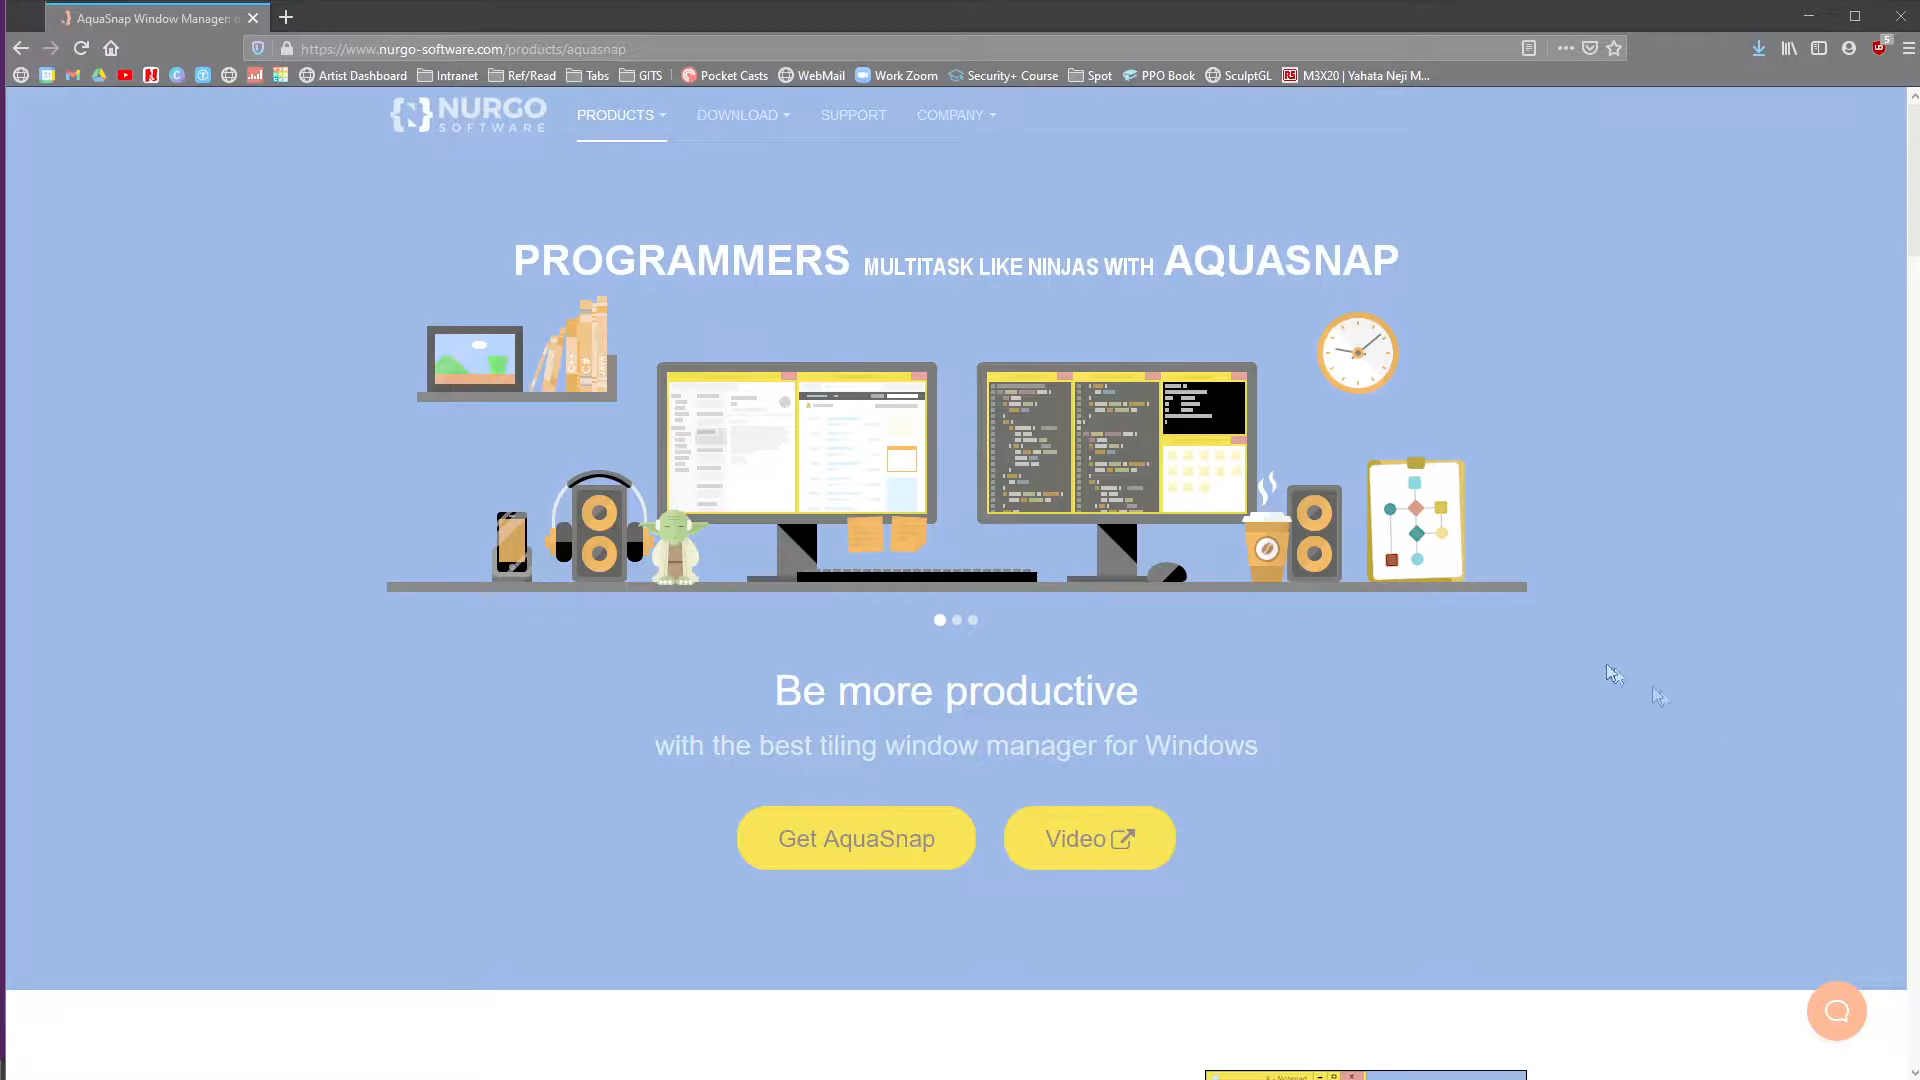 AquaSnap Window Manager:
https://www.nurgo-software.com/products/aquasnap
5
Artist Dashboard
Intranet
Ref/Read
Tabs
GITS
Pocket Casts
WebMail
Work Zoom
Security+ Course
Spot
PPO Book
SculptGL
M3X20 | Yahata Neji M...
NURGO
SOFTWARE
PRODUCTS
DOWNLOAD
SUPPORT
COMPANY
PROGRAMMERS MULTITASK LIKE NINJAS WITH AQUASNAP
C++
C#
JAVA
Be more productive
with the best tiling window manager for Windows
Get AquaSnap
Video
A - Notepad